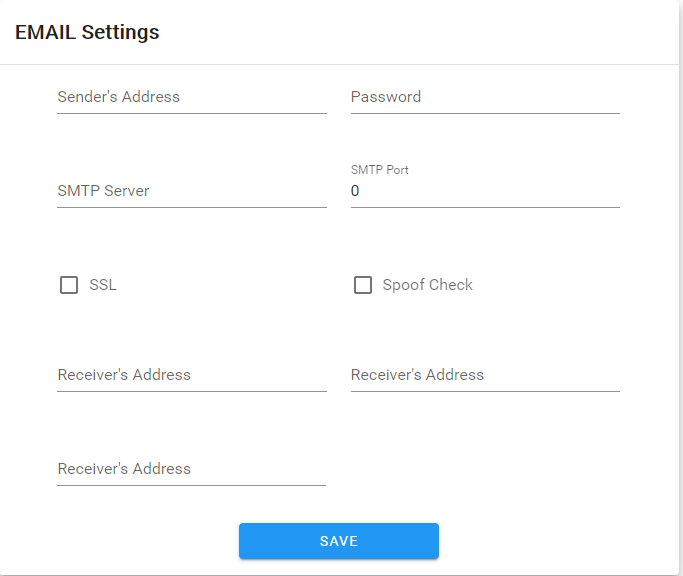 EMAIL Settings
Sender's Address
Password
SMTP Server
SMTP Port
0
SSL
Spoof Check
Receiver's Address
Receiver's Address
Receiver's Address
SAVE